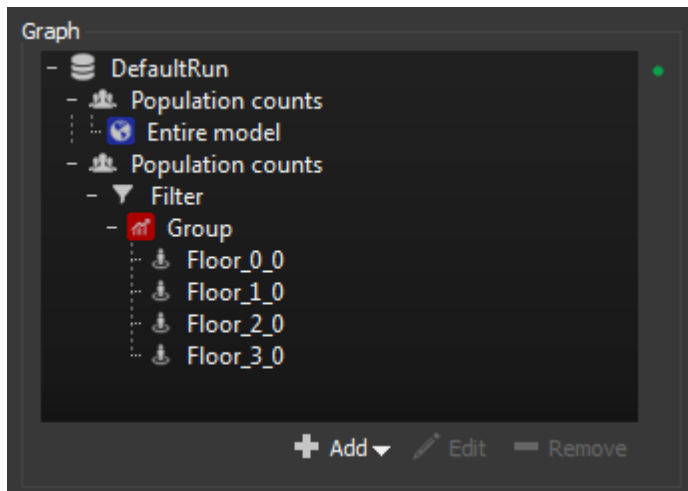 Graph
DefaultRun
Population counts
Entire model
Population counts
Filter
Group
Floor_0_0
Floor_1_0
Floor_2_0
Floor_3_0
Add Edit Remove